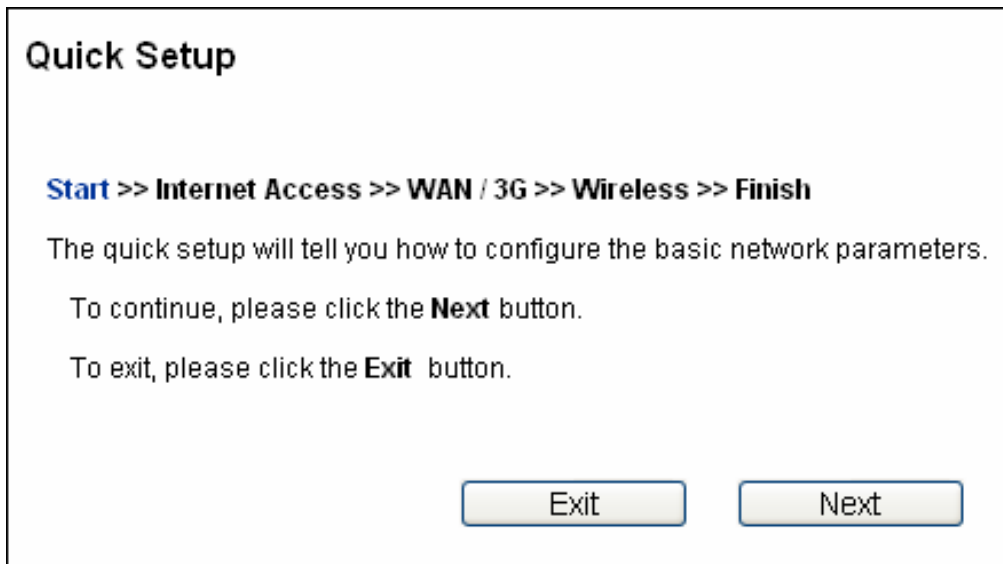 Quick Setup
Start >> Internet Access >> WAN / 3G >> Wireless >> Finish
The quick setup will tell you how to configure the basic network parameters.
To continue, please click the Next button.
To exit, please click the Exit button.
Exit Next